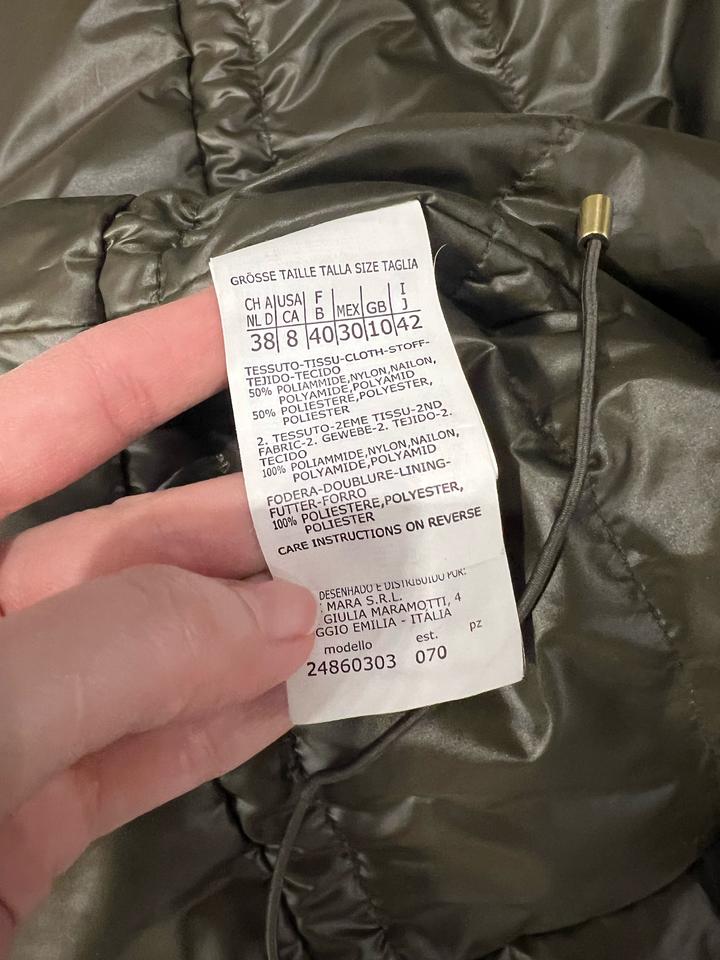 GRÖSSE TAILLE TALLA SIZE TAGLIA
CH A USA F MEX GB I
NL D CA B J
38 8 40 30 10 42
TESSUTO-TISSU-CLOTH-STOFF-
TEJIDO-TECIDO
50% POLIAMMIDE,NYLON,NAILON,
POLYAMIDE,POLYAMID
50% POLIESTERE,POLYESTER,
POLIESTER
2. TESSUTO-2EME TISSU-2ND
FABRIC-2. GEWEBE-2. TEJIDO-2.
TECIDO
100% POLIAMMIDE,NYLON,NAILON,
POLYAMIDE,POLYAMID
FODERA-DOUBLURE-LINING-
FUTTER-FORRO
100% POLIESTERE,POLYESTER,
POLIESTER
CARE INSTRUCTIONS ON REVERSE
DESENHADO E DISTRIBUIDO POR:
MARA S.R.L.
GIULIA MARAMOTTI, 4
GGIO EMILIA - ITÁLIA
modello est. pz
24860303 070